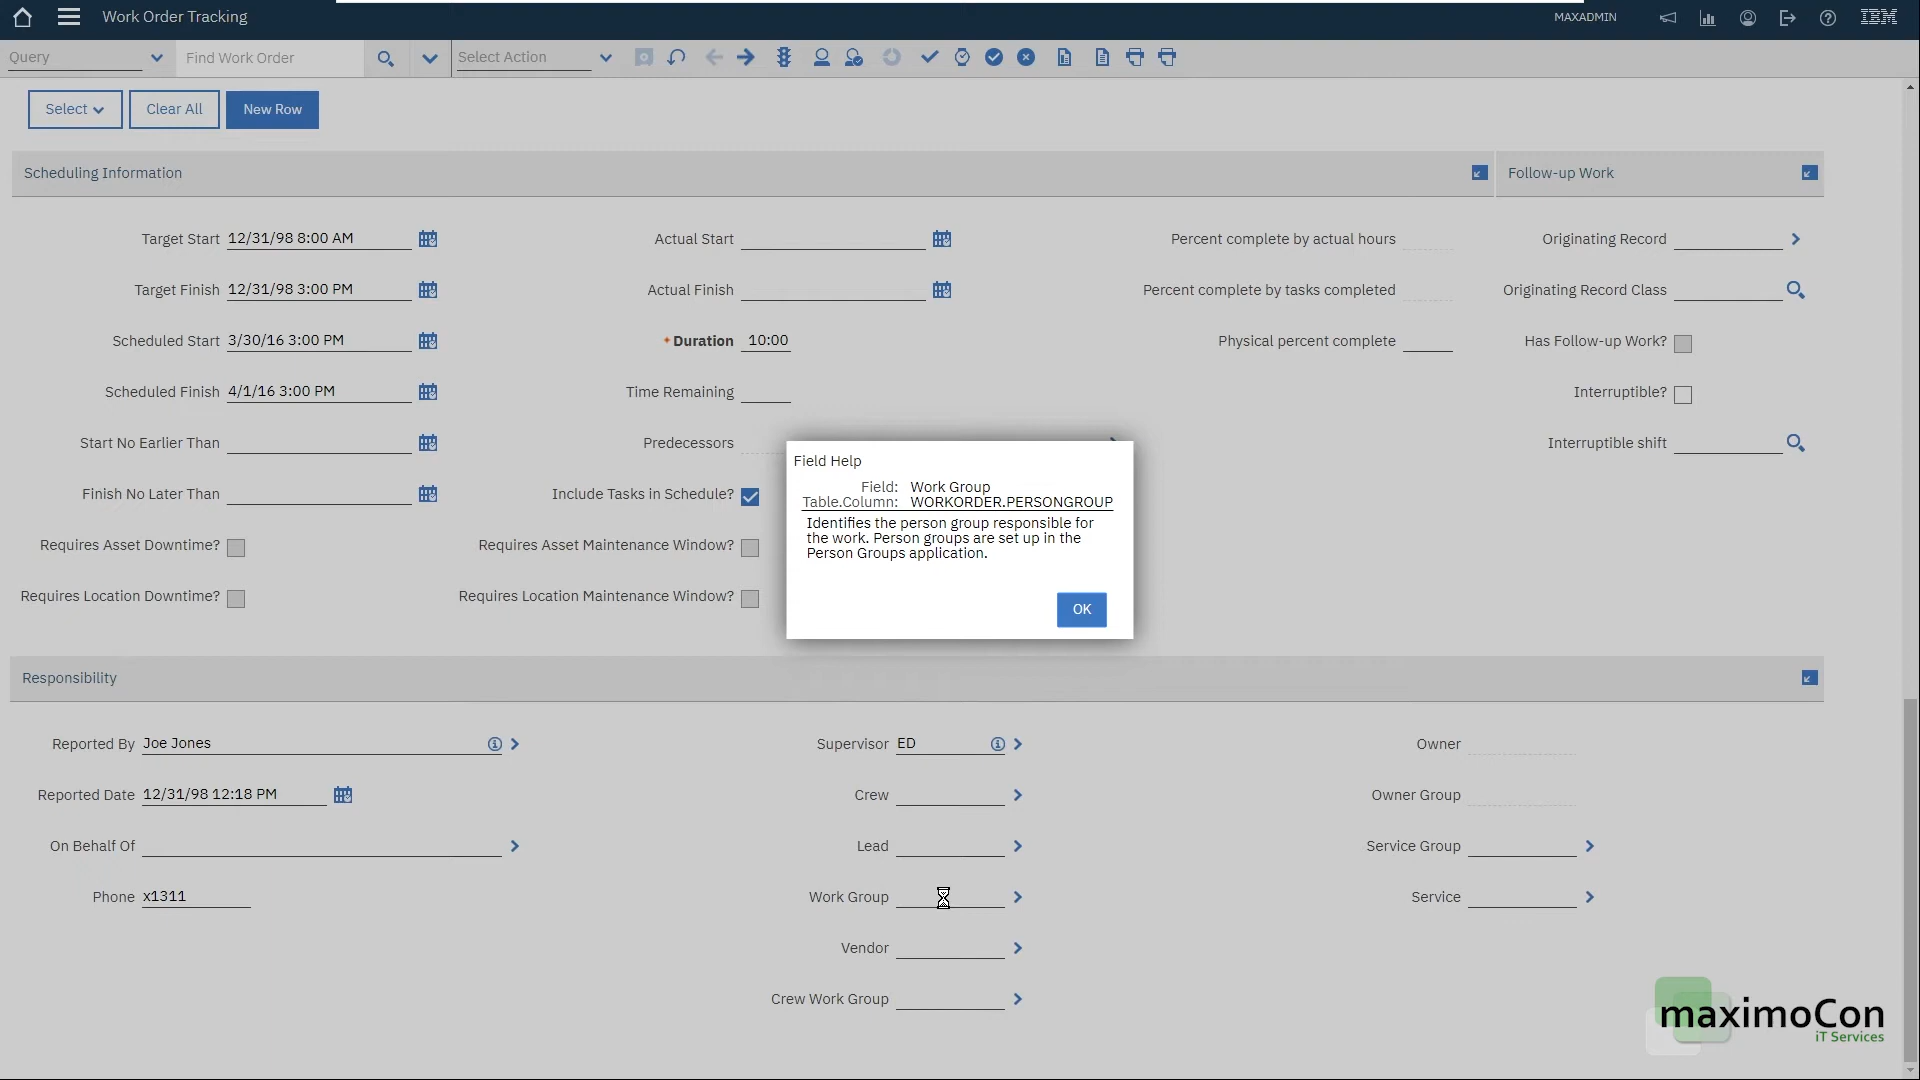 Work Order Tracking
MAXADMIN
IBM
Query
Find Work Order
Select Action
Select
Clear All
New Row
Scheduling Information
Follow-up Work
Target Start 12/31/98 8:00 AM
Actual Start
Percent complete by actual hours
Originating Record
Target Finish 12/31/98 3:00 PM
Actual Finish
Percent complete by tasks completed
Originating Record Class
Scheduled Start 3/30/16 3:00 PM
* Duration 10:00
Physical percent complete
Has Follow-up Work?
Scheduled Finish 4/1/16 3:00 PM
Time Remaining
Interruptible?
Start No Earlier Than
Predecessors
Interruptible shift
Finish No Later Than
Include Tasks in Schedule?
Requires Asset Downtime?
Requires Asset Maintenance Window?
Requires Location Downtime?
Requires Location Maintenance Window?
Field Help
Field: Work Group
Table.Column: WORKORDER.PERSONGROUP
Identifies the person group responsible for
the work. Person groups are set up in the
Person Groups application.
OK
Responsibility
Reported By Joe Jones
Supervisor ED
Owner
Reported Date 12/31/98 12:18 PM
Crew
Owner Group
On Behalf Of
Lead
Service Group
Phone x1311
Work Group
Service
Vendor
Crew Work Group
maximoCon
iT Services